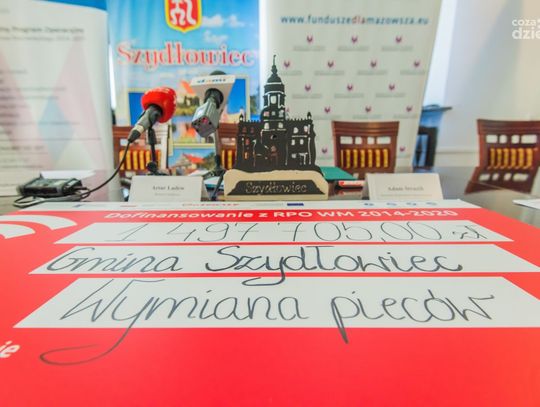 www.funduszedlamazowsza.eu
cozadzień
Szydłowiec
Szydłowiec
Artur Ludew
Adam Struzik
Dofinansowanie z RPO WM 2014-2020
1 497 705,00 zł
Gmina Szydłowiec
Wymiana pieców